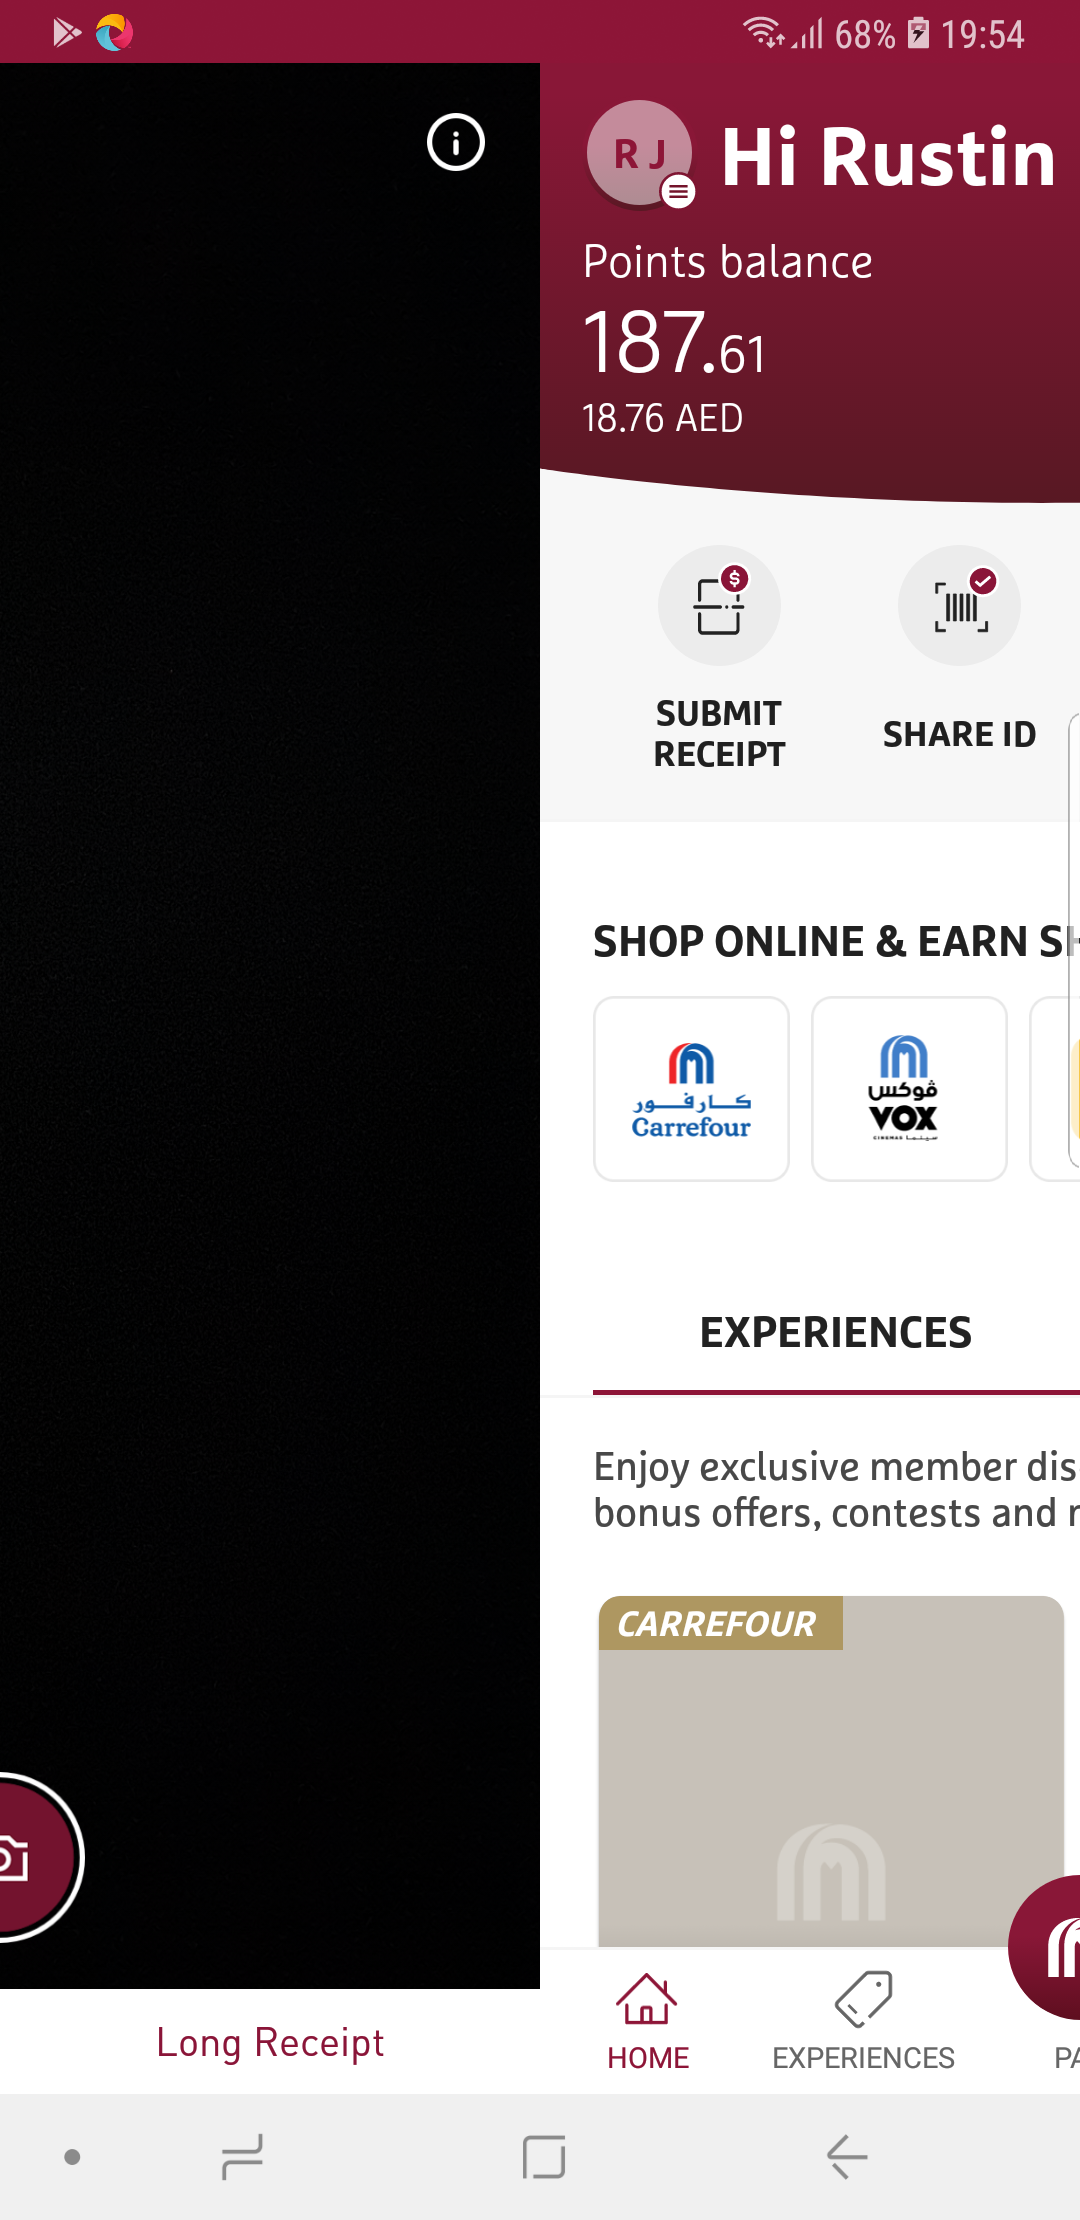 68% 19:54
R J
Hi Rustin
Points balance
187.61
18.76 AED
$
SUBMIT
RECEIPT
SHARE ID
SHOP ONLINE & EARN SH
كارفور
Carrefour
ڤوكس
VOX
CINEMAS سينما
EXPERIENCES
Enjoy exclusive member dis
bonus offers, contests and
CARREFOUR
Long Receipt
HOME
EXPERIENCES
PA